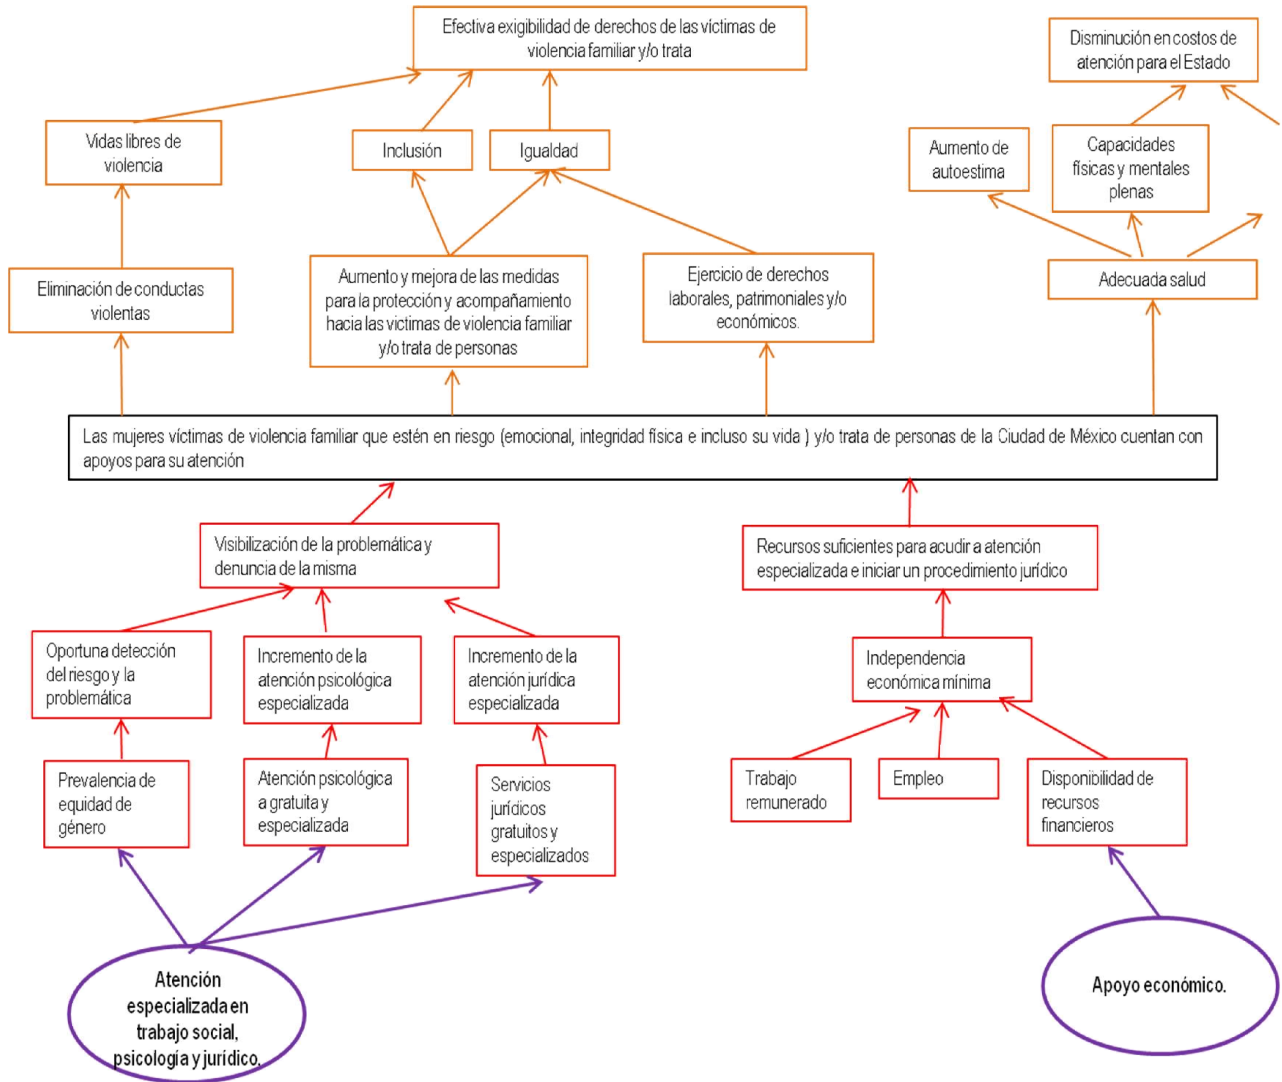 Efectiva exigibilidad de derechos de las víctimas de
violencia familiar y/o trata
Disminución en costos de
atención para el Estado
Vidas libres de
violencia
Inclusión
Igualdad
Aumento de
autoestima
Capacidades
físicas y mentales
plenas
Eliminación de conductas
violentas
Aumento y mejora de las medidas
para la protección y acompañamiento
hacia las victimas de violencia familiar
y/o trata de personas
Ejercicio de derechos
laborales, patrimoniales y/o
económicos.
Adecuada salud
Las mujeres víctimas de violencia familiar que estén en riesgo (emocional, integridad física e incluso su vida ) y/o trata de personas de la Ciudad de México cuentan con
apoyos para su atención
Visibilización de la problemática y
denuncia de la misma
Recursos suficientes para acudir a atención
especializada e iniciar un procedimiento jurídico
Oportuna detección
del riesgo y la
problemática
Incremento de la
atención psicológica
especializada
Incremento de la
atención jurídica
especializada
Independencia
económica mínima
Prevalencia de
equidad de
género
Atención psicológica
a gratuita y
especializada
Servicios
jurídicos
gratuitos y
especializados
Trabajo
remunerado
Empleo
Disponibilidad de
recursos
financieros
Atención
especializada en
trabajo social,
psicología y jurídico.
Apoyo económico.